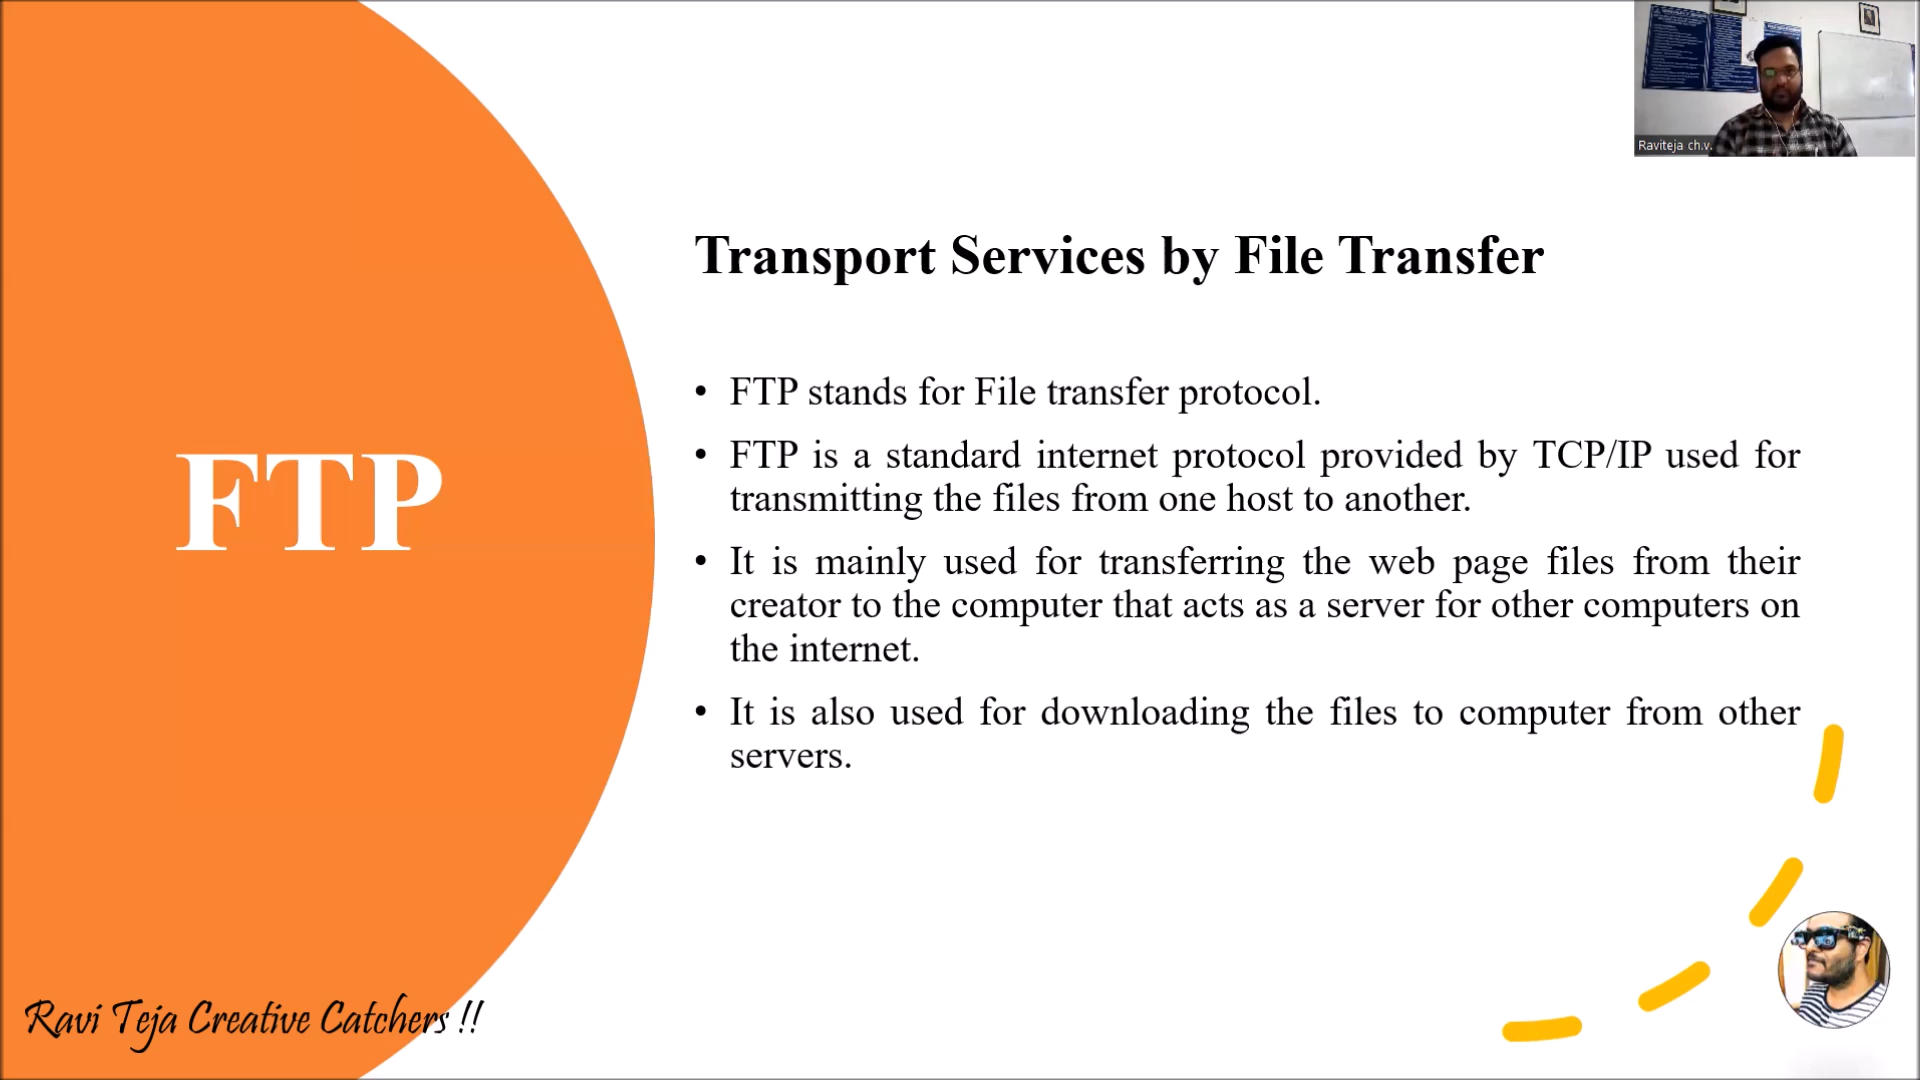 Raviteja ch.v.
Transport Services by File Transfer
• FTP stands for File transfer protocol.
• FTP is a standard internet protocol provided by TCP/IP used for
transmitting the files from one host to another.
• It is mainly used for transferring the web page files from their
creator to the computer that acts as a server for other computers on
the internet.
• It is also used for downloading the files to computer from other
servers.
FTP
Ravi Teja Creative Catchers !!